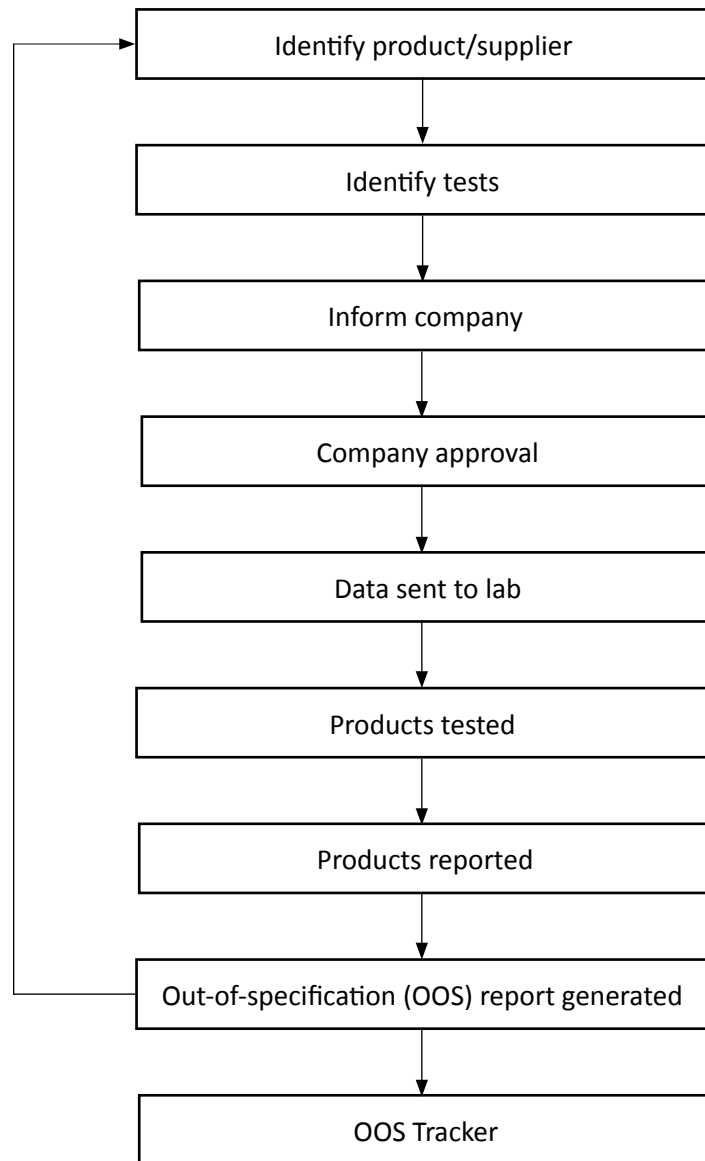 Identify product/supplier
Identify tests
Inform company
Company approval
Data sent to lab
Products tested
Products reported
Out-of-specification (OOS) report generated
OOS Tracker